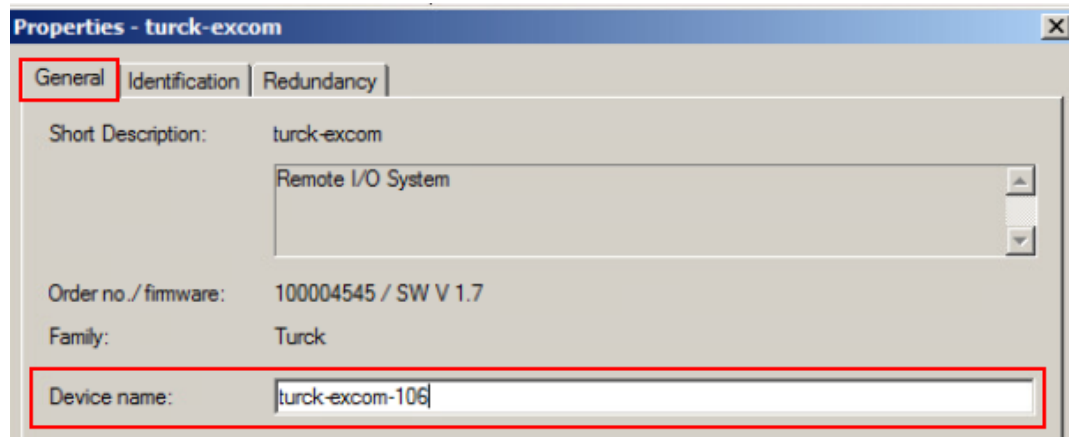 Properties - turck-excom
General Identification Redundancy
Short Description: turck-excom
Remote I/O System
Order no./ firmware: 100004545 / SW V 1.7
Family: Turck
Device name: turck-excom-106